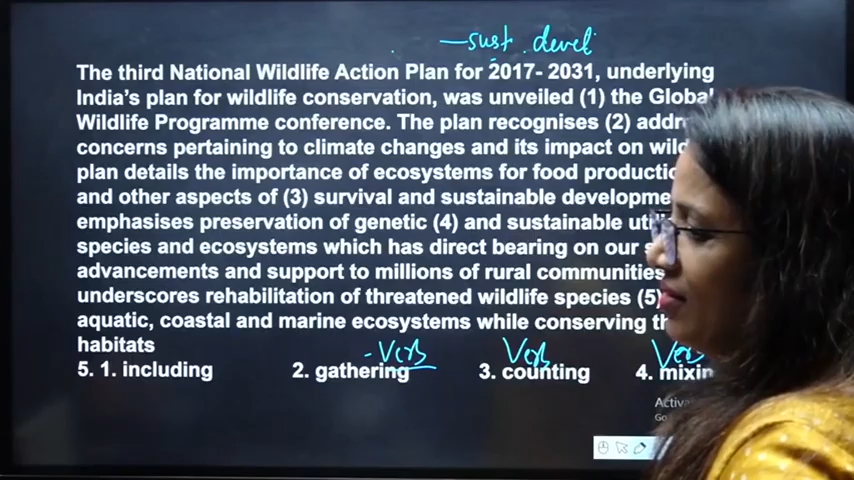 — sust. devel
The third National Wildlife Action Plan for 2017- 2031, underlying
India's plan for wildlife conservation, was unveiled (1) the Global
Wildlife Programme conference. The plan recognises (2)
concerns pertaining to climate changes and its impact on
plan details the importance of ecosystems for food
and other aspects of (3) survival and sustainable
emphasises preservation of genetic (4) and sustainable
species and ecosystems which has direct bearing on our
advancements and support to millions of rural communities
underscores rehabilitation of threatened wildlife species (5)
aquatic, coastal and marine ecosystems while conserving
habitats
- Verb Verb Verb
5. 1. including 2. gathering 3. counting 4.